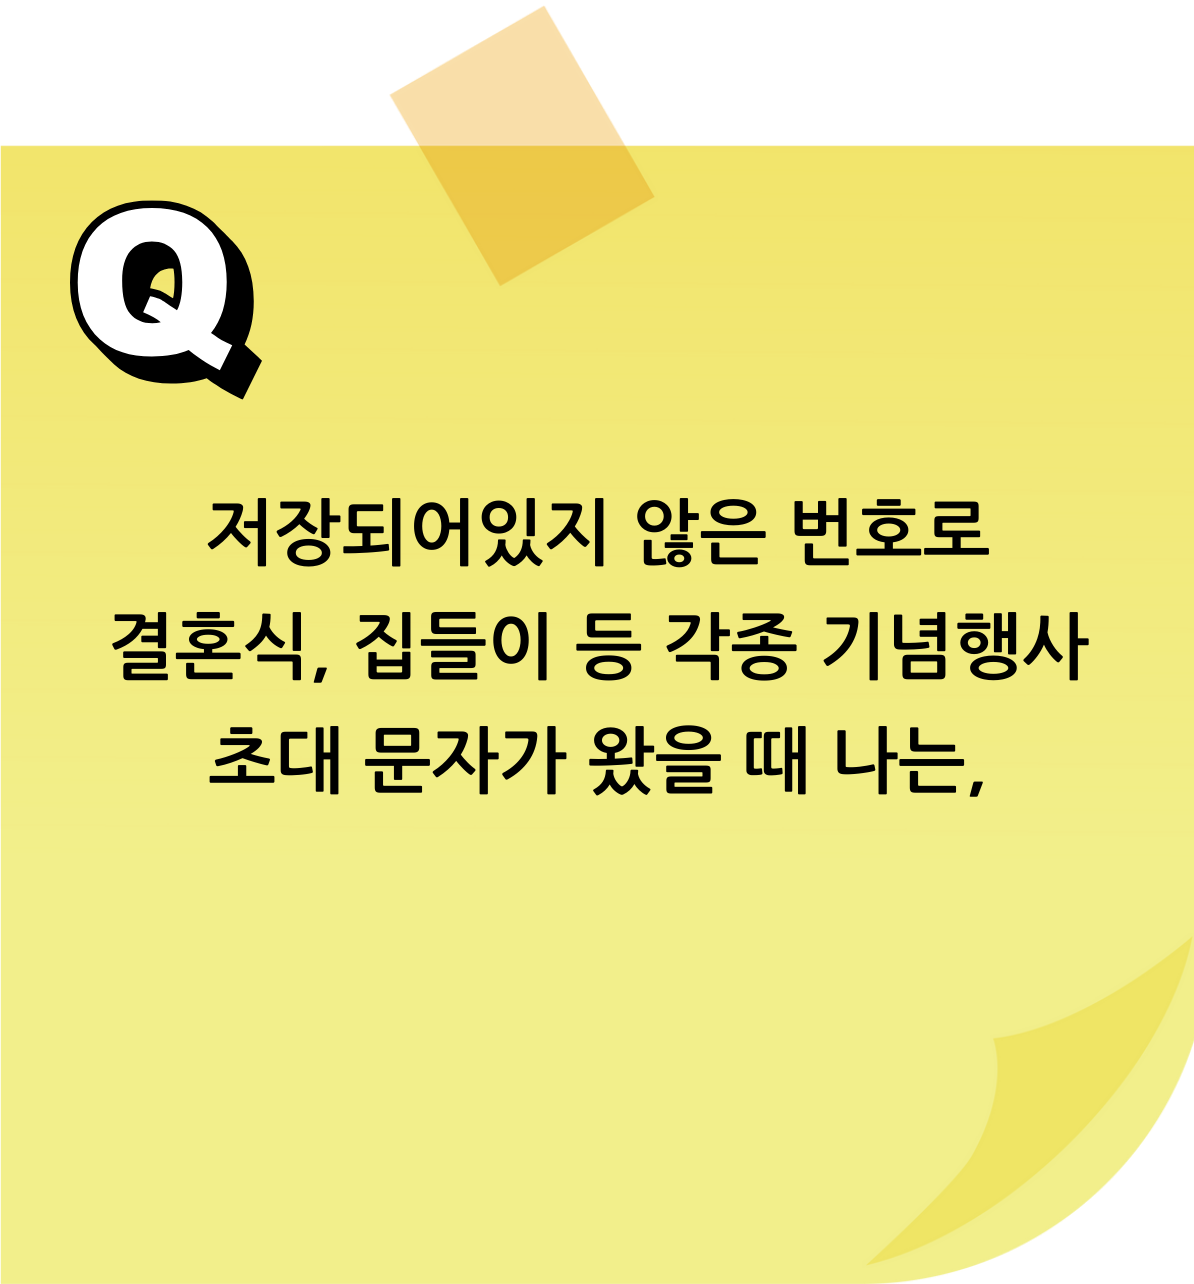 Q
저장되어있지 않은 번호로
결혼식, 집들이 등 각종 기념행사
초대 문자가 왔을 때 나는,